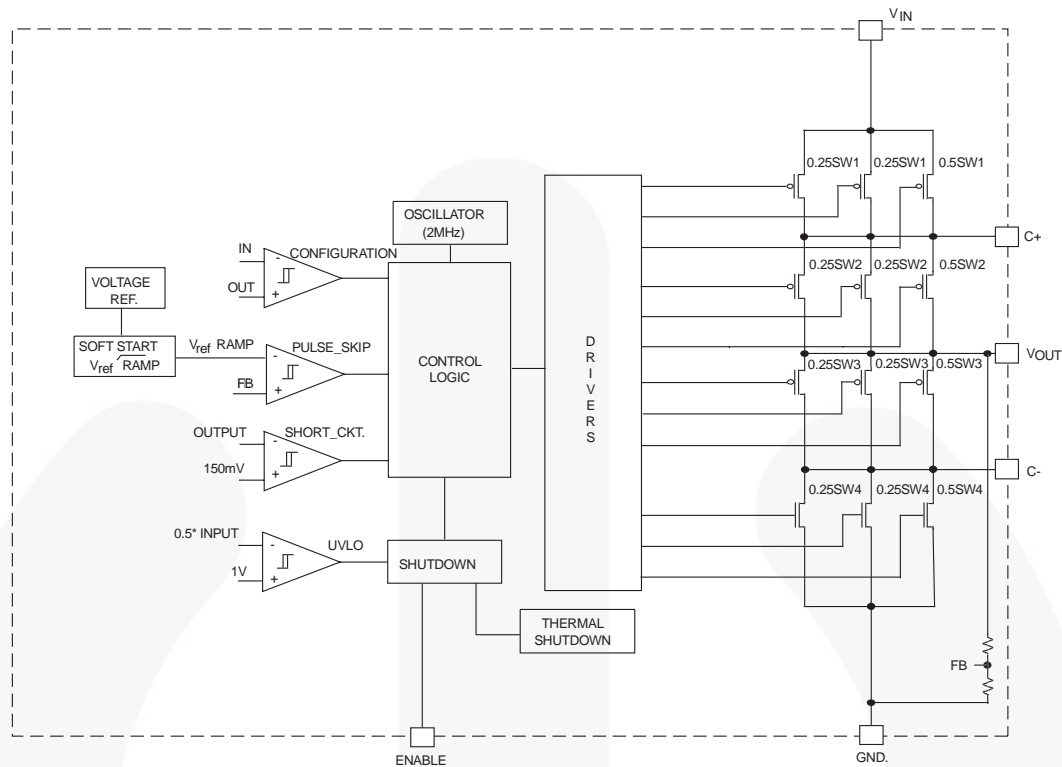 VIN
0.25SW1
0.25SW1
0.5SW1
OSCILLATOR
(2MHz)
C+
IN
CONFIGURATION
-
+
OUT
VOLTAGE
REF.
0.25SW2
0.25SW2
0.5SW2
SOFT START
Vref RAMP
Vref RAMP
PULSE_SKIP
-
+
FB
CONTROL
LOGIC
DRIVERS
VOUT
0.25SW3
0.25SW3
0.5SW3
OUTPUT
SHORT_CKT.
-
+
150mV
C-
0.25SW4
0.25SW4
0.5SW4
0.5* INPUT
UVLO
-
+
1V
SHUTDOWN
THERMAL
SHUTDOWN
FB
ENABLE
GND.